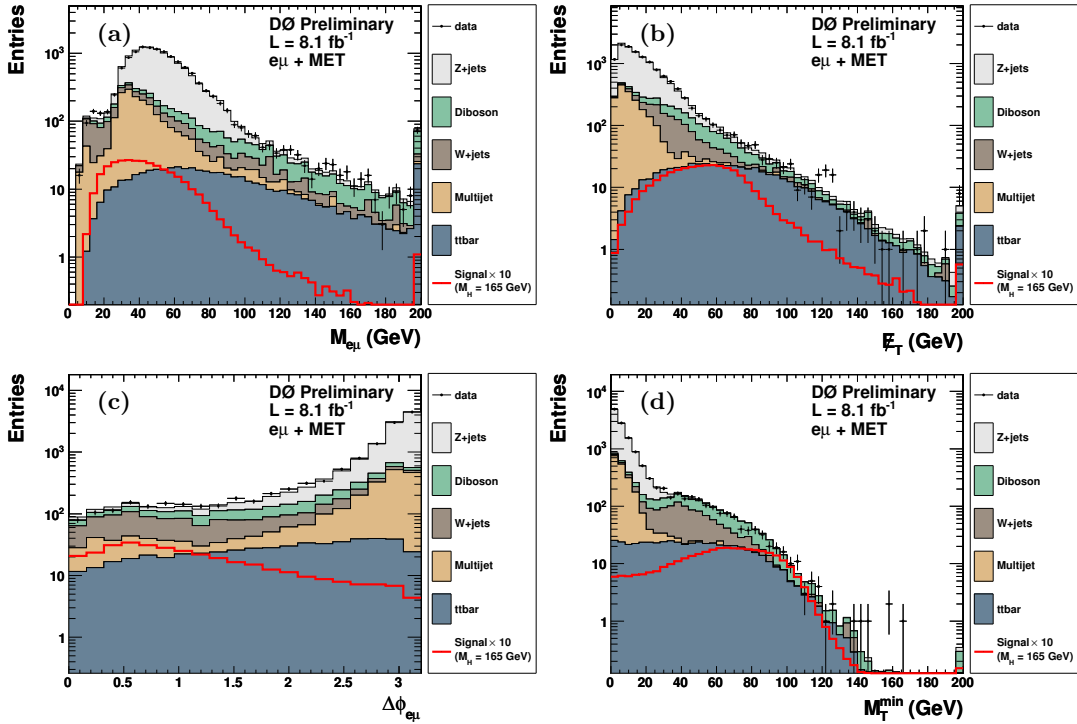 (a)
DØ Preliminary
L = 8.1 fb⁻¹
eμ + MET
Entries
10³
10²
10
1
0 20 40 60 80 100 120 140 160 180 200
M_eμ (GeV)
data
Z+jets
Diboson
W+jets
Multijet
ttbar
Signal × 10
(M_H = 165 GeV)
(b)
DØ Preliminary
L = 8.1 fb⁻¹
eμ + MET
Entries
10³
10²
10
1
0 20 40 60 80 100 120 140 160 180 200
E̸_T (GeV)
data
Z+jets
Diboson
W+jets
Multijet
ttbar
Signal × 10
(M_H = 165 GeV)
(c)
DØ Preliminary
L = 8.1 fb⁻¹
eμ + MET
Entries
10⁴
10³
10²
10
1
0 0.5 1 1.5 2 2.5 3
Δϕ_eμ
data
Z+jets
Diboson
W+jets
Multijet
ttbar
Signal × 10
(M_H = 165 GeV)
(d)
DØ Preliminary
L = 8.1 fb⁻¹
eμ + MET
Entries
10⁴
10³
10²
10
1
0 20 40 60 80 100 120 140 160 180 200
M_T^min (GeV)
data
Z+jets
Diboson
W+jets
Multijet
ttbar
Signal × 10
(M_H = 165 GeV)